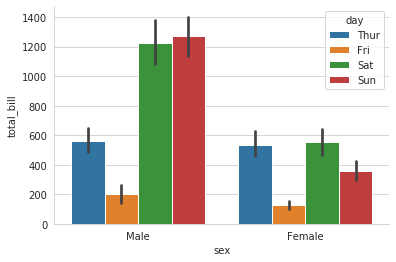 day
Thur
Fri
Sat
Sun
1400
1200
1000
800
600
400
200
0
total_bill
Male
Female
sex